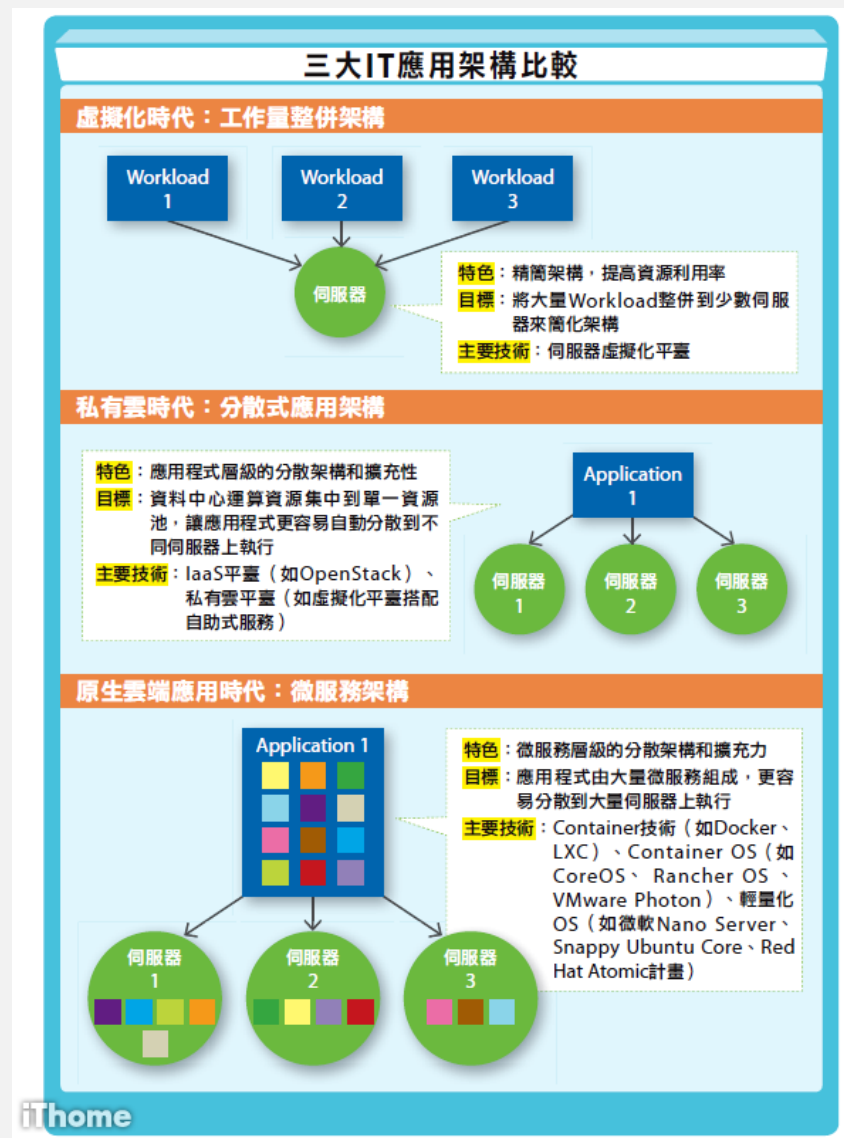 三大IT應用架構比較
虛擬化時代：工作量整併架構
Workload
1
Workload
2
Workload
3
伺服器
特色：精簡架構，提高資源利用率
目標：將大量Workload整併到少數伺服
器來簡化架構
主要技術：伺服器虛擬化平臺
私有雲時代：分散式應用架構
特色：應用程式層級的分散架構和擴充性
目標：資料中心運算資源集中到單一資源
池，讓應用程式更容易自動分散到不
同伺服器上執行
主要技術：IaaS平臺（如OpenStack）、
私有雲平臺（如虛擬化平臺搭配
自助式服務）
Application
1
伺服器
1
伺服器
2
伺服器
3
原生雲端應用時代：微服務架構
Application 1
特色：微服務層級的分散架構和擴充力
目標：應用程式由大量微服務組成，更容
易分散到大量伺服器上執行
主要技術：Container技術（如Docker、
LXC）、Container OS（如
CoreOS、Rancher OS、
VMware Photon）、輕量化
OS（如微軟Nano Server、
Snappy Ubuntu Core、Red
Hat Atomic計畫）
伺服器
1
伺服器
2
伺服器
3
iThome